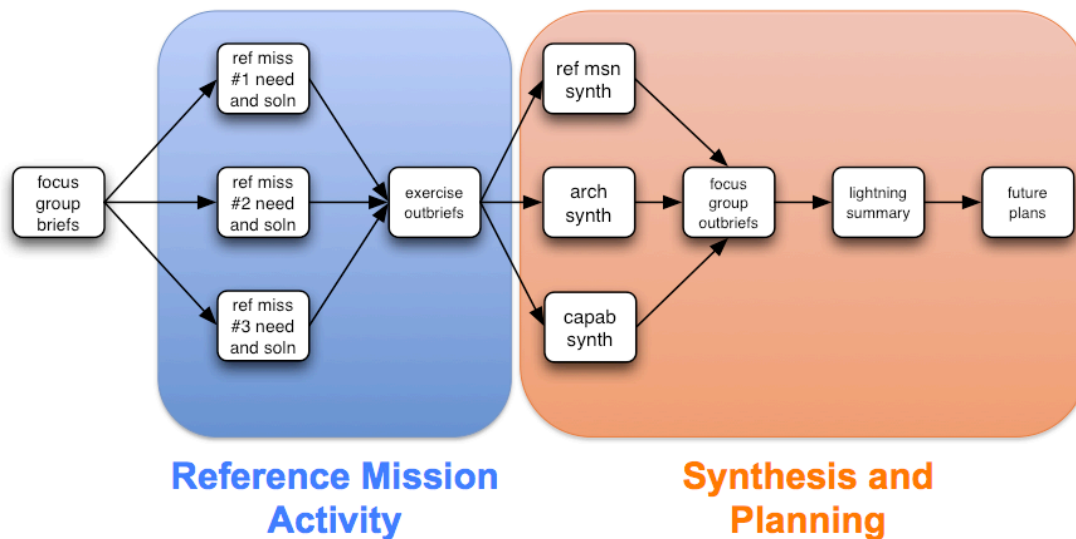 focus
group
briefs
ref miss
#1 need
and soln
ref miss
#2 need
and soln
ref miss
#3 need
and soln
exercise
outbriefs
ref msn
synth
arch
synth
capab
synth
focus
group
outbriefs
lightning
summary
future
plans
Reference Mission
Activity
Synthesis and
Planning